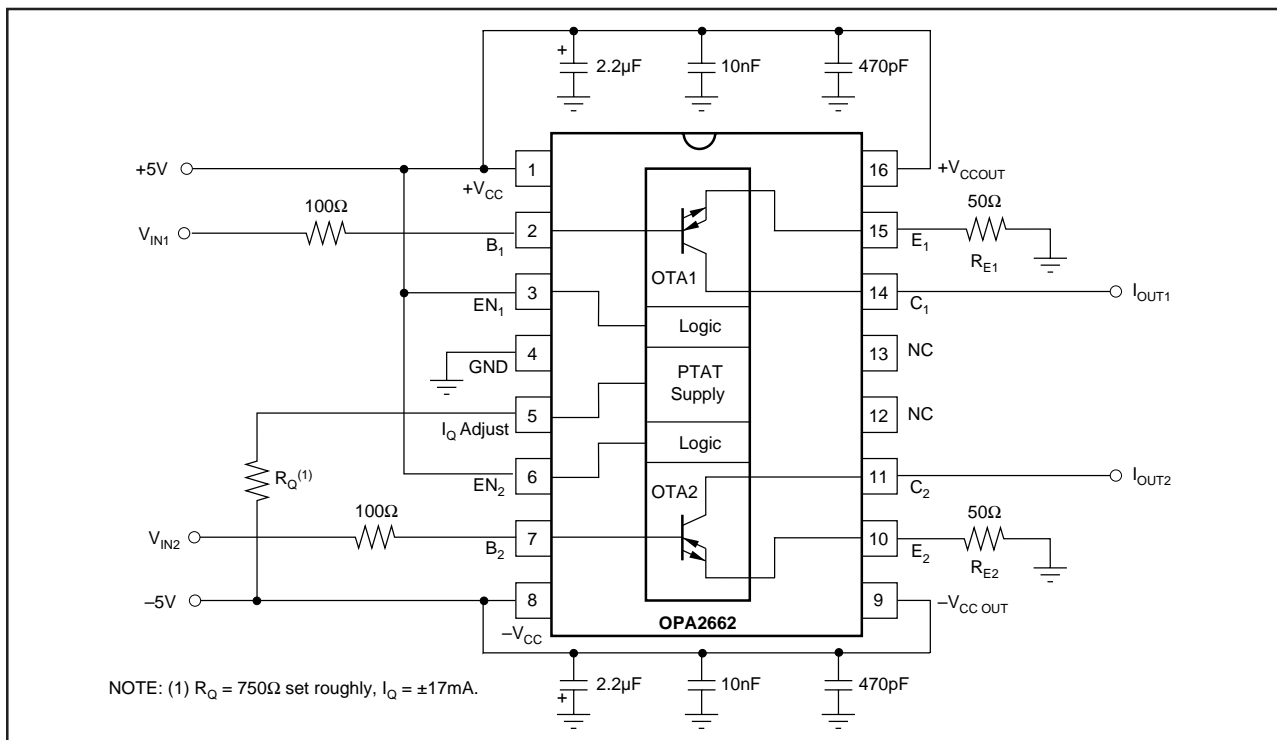 + 2.2µF 10nF 470pF
+5V 1 +VCC 16 +VCCOUT
100Ω 50Ω
VIN1 2 B1 15 E1 RE1
OTA1
3 EN1 14 C1 IOUT1
Logic
4 GND 13 NC
PTAT
Supply
5 IQ Adjust 12 NC
Logic
RQ(1) 6 EN2 11 C2 IOUT2
OTA2
100Ω 50Ω
VIN2 7 B2 10 E2 RE2
–5V 8 –VCC 9 –VCC OUT
OPA2662
NOTE: (1) RQ = 750Ω set roughly, IQ = ±17mA.
+ 2.2µF 10nF 470pF